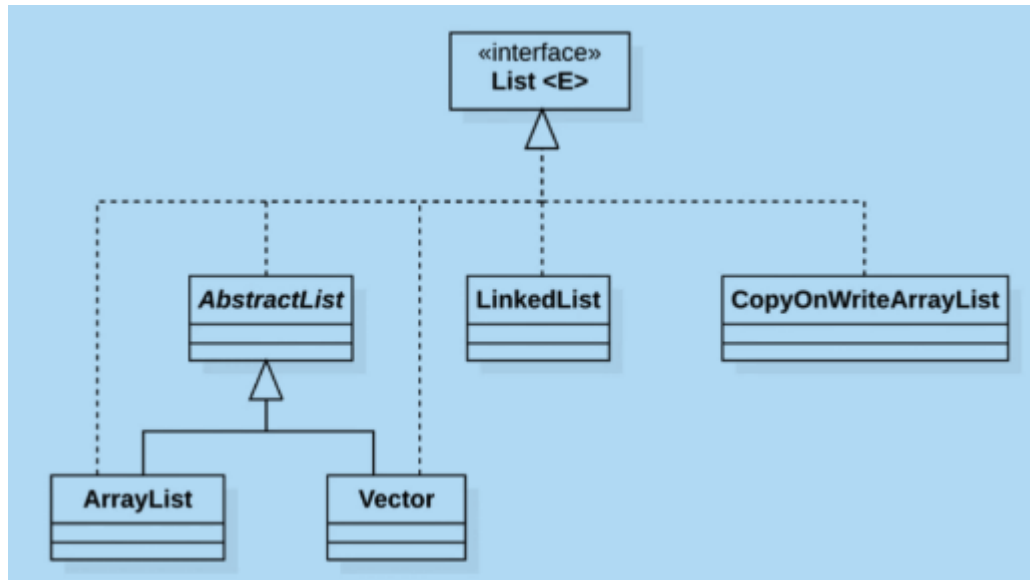 «interface»
List <E>
AbstractList
LinkedList
CopyOnWriteArrayList
ArrayList
Vector